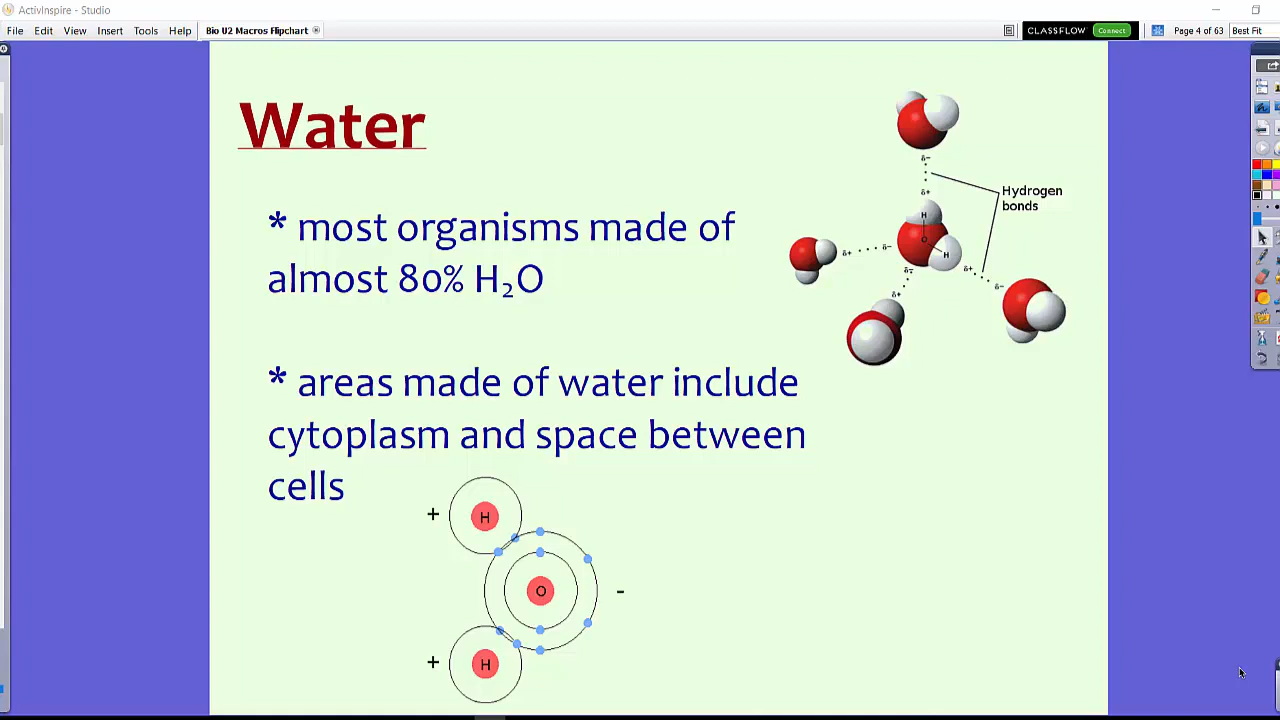 ActivInspire - Studio
File Edit View Insert Tools Help Bio U2 Macros Flipchart CLASSFLOW Connect Page 4 of 63 Best Fit
Water
* most organisms made of
almost 80% H₂O
* areas made of water include
cytoplasm and space between
cells
δ−
δ+
Hydrogen
bonds
H
O
H
δ+ δ−
δ+
δ−
δ−
δ+
+ H
O -
+ H